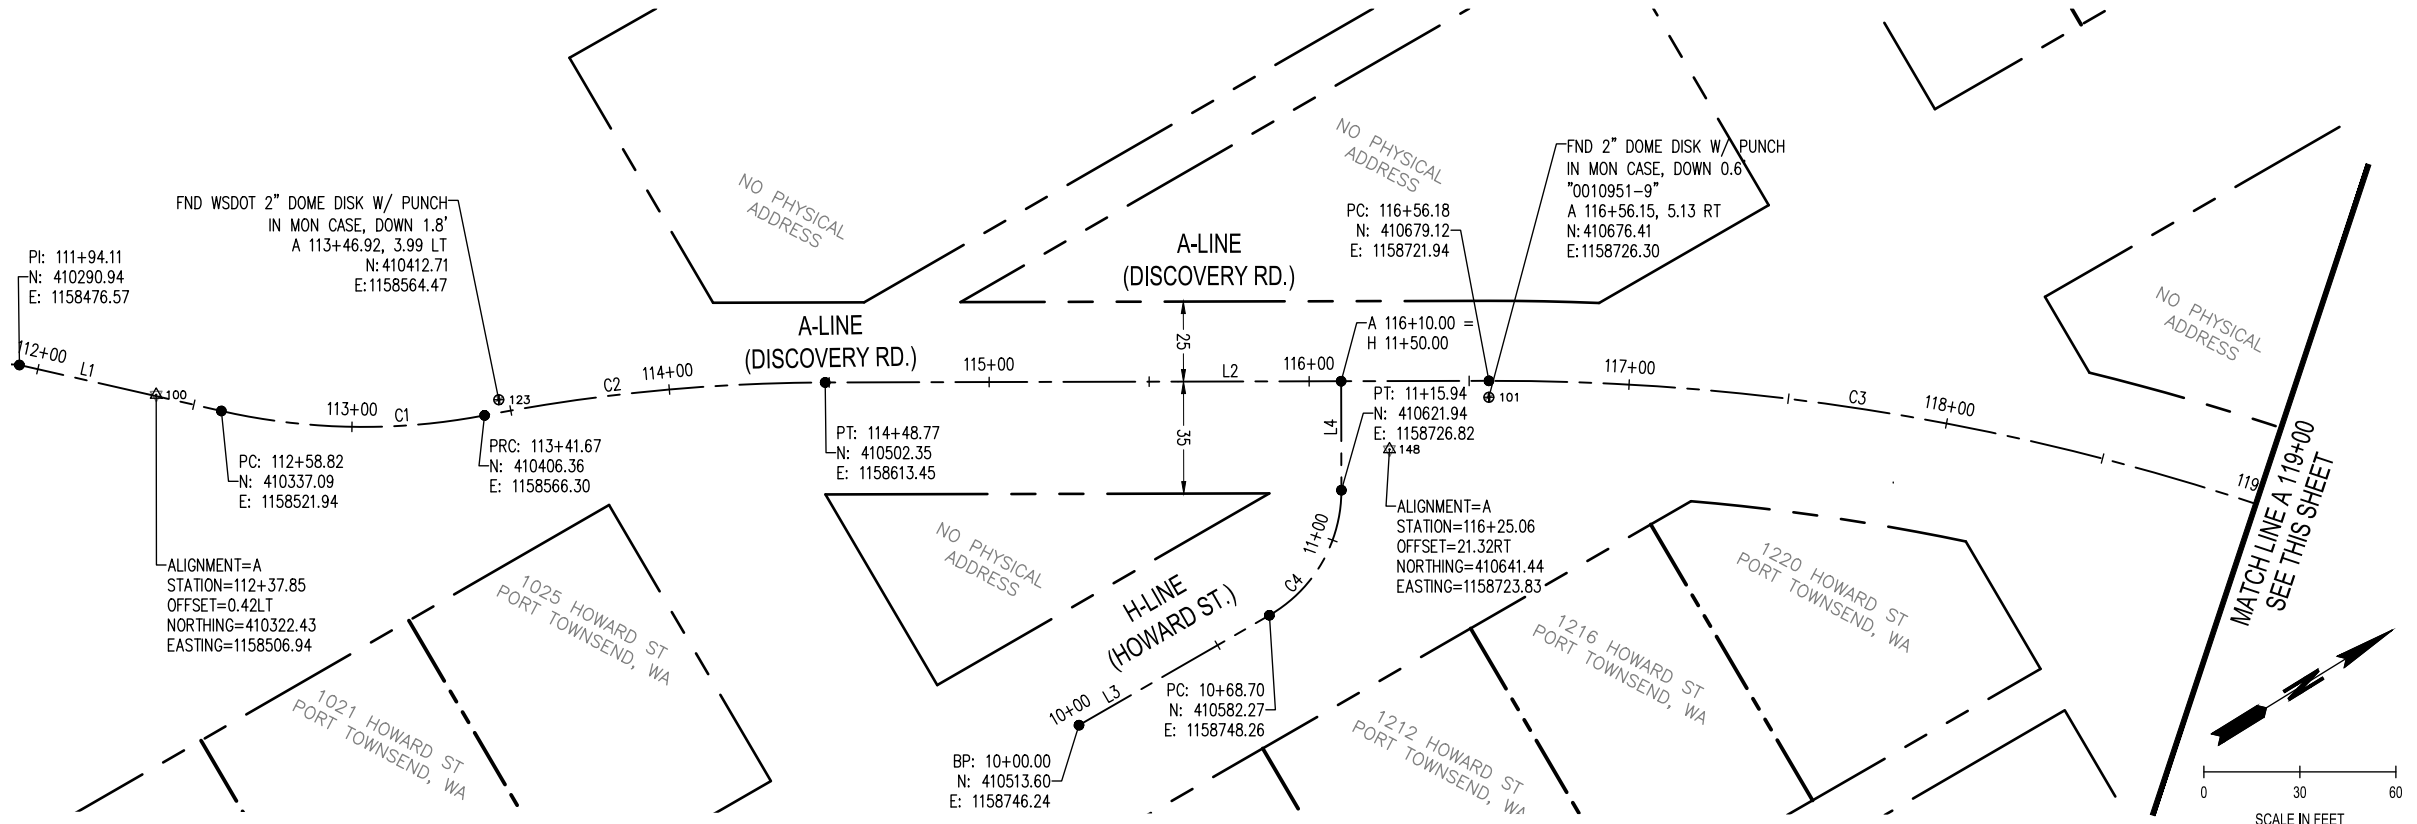 FND WSDOT 2" DOME DISK W/ PUNCH
IN MON CASE, DOWN 1.8'
A 113+46.92, 3.99 LT
N:410412.71
E:1158564.47
PI: 111+94.11
N: 410290.94
E: 1158476.57
112+00
L1
100
113+00
C1
123
C2
114+00
PC: 112+58.82
N: 410337.09
E: 1158521.94
PRC: 113+41.67
N: 410406.36
E: 1158566.30
ALIGNMENT=A
STATION=112+37.85
OFFSET=0.42LT
NORTHING=410322.43
EASTING=1158506.94
1021 HOWARD ST
PORT TOWNSEND, WA
1025 HOWARD ST
PORT TOWNSEND, WA
NO PHYSICAL
ADDRESS
A-LINE
(DISCOVERY RD.)
PT: 114+48.77
N: 410502.35
E: 1158613.45
115+00
A-LINE
(DISCOVERY RD.)
25
35
L2
116+00
NO PHYSICAL
ADDRESS
NO PHYSICAL
ADDRESS
PC: 116+56.18
N: 410679.12
E: 1158721.94
FND 2" DOME DISK W/ PUNCH
IN MON CASE, DOWN 0.6'
"0010951-9"
A 116+56.15, 5.13 RT
N:410676.41
E:1158726.30
A 116+10.00 =
H 11+50.00
PT: 11+15.94
N: 410621.94
E: 1158726.82
101
148
L4
117+00
C3
118+00
119
ALIGNMENT=A
STATION=116+25.06
OFFSET=21.32RT
NORTHING=410641.44
EASTING=1158723.83
11+00
C4
H-LINE
(HOWARD ST.)
10+00
L3
PC: 10+68.70
N: 410582.27
E: 1158748.26
BP: 10+00.00
N: 410513.60
E: 1158746.24
1212 HOWARD ST
PORT TOWNSEND, WA
1216 HOWARD ST
PORT TOWNSEND, WA
1220 HOWARD ST
PORT TOWNSEND, WA
NO PHYSICAL
ADDRESS
MATCH LINE A 119+00
SEE THIS SHEET
N
0 30 60
SCALE IN FEET